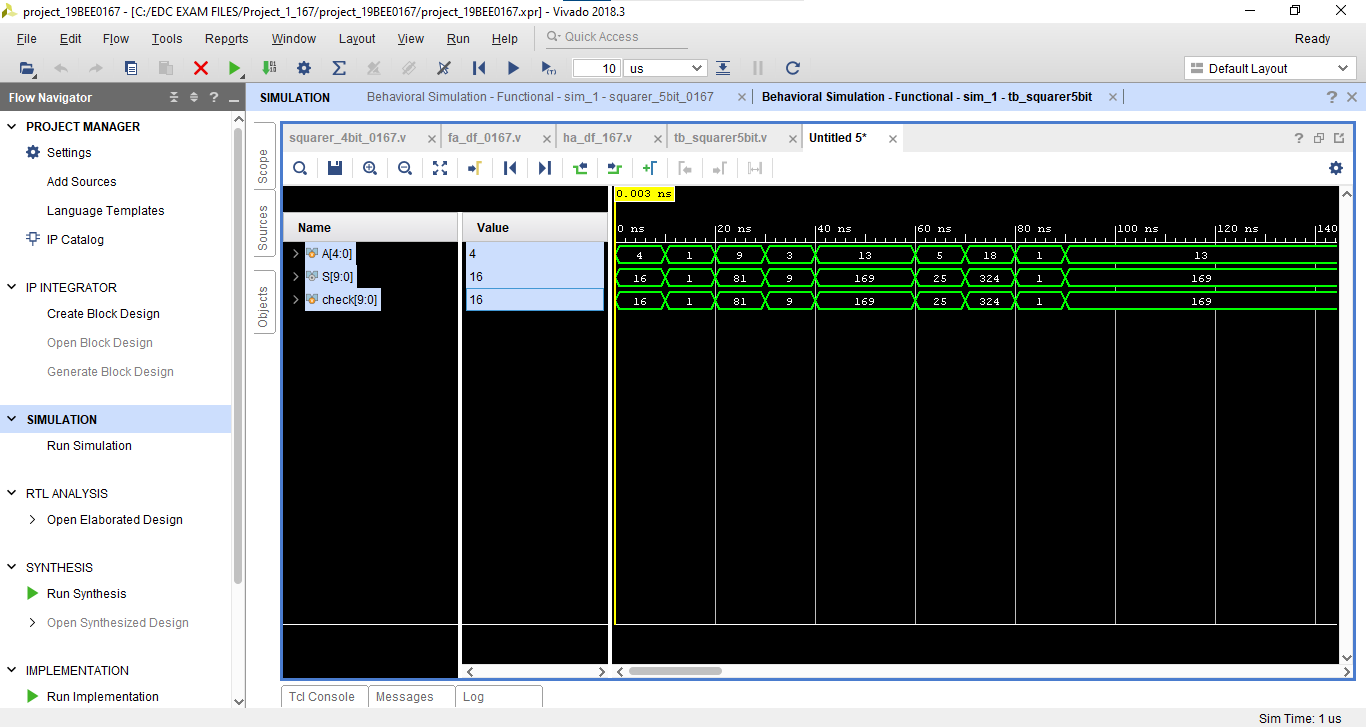 project_19BEE0167 - [C:/EDC EXAM FILES/Project_1_167/project_19BEE0167/project_19BEE0167.xpr] - Vivado 2018.3
File Edit Flow Tools Reports Window Layout View Run Help Quick Access Ready
10 us Default Layout
Flow Navigator
SIMULATION Behavioral Simulation - Functional - sim_1 - squarer_5bit_0167 Behavioral Simulation - Functional - sim_1 - tb_squarer5bit
PROJECT MANAGER
Settings
Add Sources
Language Templates
IP Catalog
IP INTEGRATOR
Create Block Design
Open Block Design
Generate Block Design
SIMULATION
Run Simulation
RTL ANALYSIS
Open Elaborated Design
SYNTHESIS
Run Synthesis
Open Synthesized Design
IMPLEMENTATION
Run Implementation
Scope
Sources
Objects
squarer_4bit_0167.v fa_df_0167.v ha_df_167.v tb_squarer5bit.v Untitled 5*
0.003 ns
Name Value
0 ns 20 ns 40 ns 60 ns 80 ns 100 ns 120 ns 140
A[4:0] 4 4 1 9 3 13 5 18 1 13
S[9:0] 16 16 1 81 9 169 25 324 1 169
check[9:0] 16 16 1 81 9 169 25 324 1 169
Tcl Console Messages Log
Sim Time: 1 us